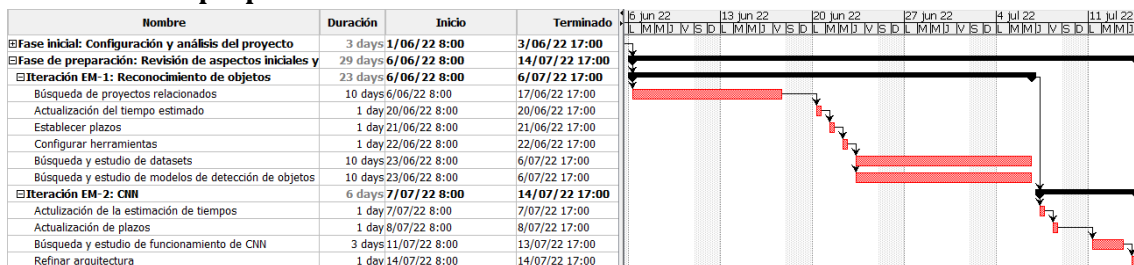 Nombre Duración Inicio Terminado 6 jun 22 13 jun 22 20 jun 22 27 jun 22 4 jul 22 11 jul 22
L M M J V S D L M M J V S D L M M J V S D L M M J V S D L M M J V S D L M M J
Fase inicial: Configuración y análisis del proyecto 3 days 1/06/22 8:00 3/06/22 17:00
Fase de preparación: Revisión de aspectos iniciales y 29 days 6/06/22 8:00 14/07/22 17:00
Iteración EM-1: Reconocimiento de objetos 23 days 6/06/22 8:00 6/07/22 17:00
Búsqueda de proyectos relacionados 10 days 6/06/22 8:00 17/06/22 17:00
Actualización del tiempo estimado 1 day 20/06/22 8:00 20/06/22 17:00
Establecer plazos 1 day 21/06/22 8:00 21/06/22 17:00
Configurar herramientas 1 day 22/06/22 8:00 22/06/22 17:00
Búsqueda y estudio de datasets 10 days 23/06/22 8:00 6/07/22 17:00
Búsqueda y estudio de modelos de detección de objetos 10 days 23/06/22 8:00 6/07/22 17:00
Iteración EM-2: CNN 6 days 7/07/22 8:00 14/07/22 17:00
Actulización de la estimación de tiempos 1 day 7/07/22 8:00 7/07/22 17:00
Actualización de plazos 1 day 8/07/22 8:00 8/07/22 17:00
Búsqueda y estudio de funcionamiento de CNN 3 days 11/07/22 8:00 13/07/22 17:00
Refinar arquitectura 1 day 14/07/22 8:00 14/07/22 17:00